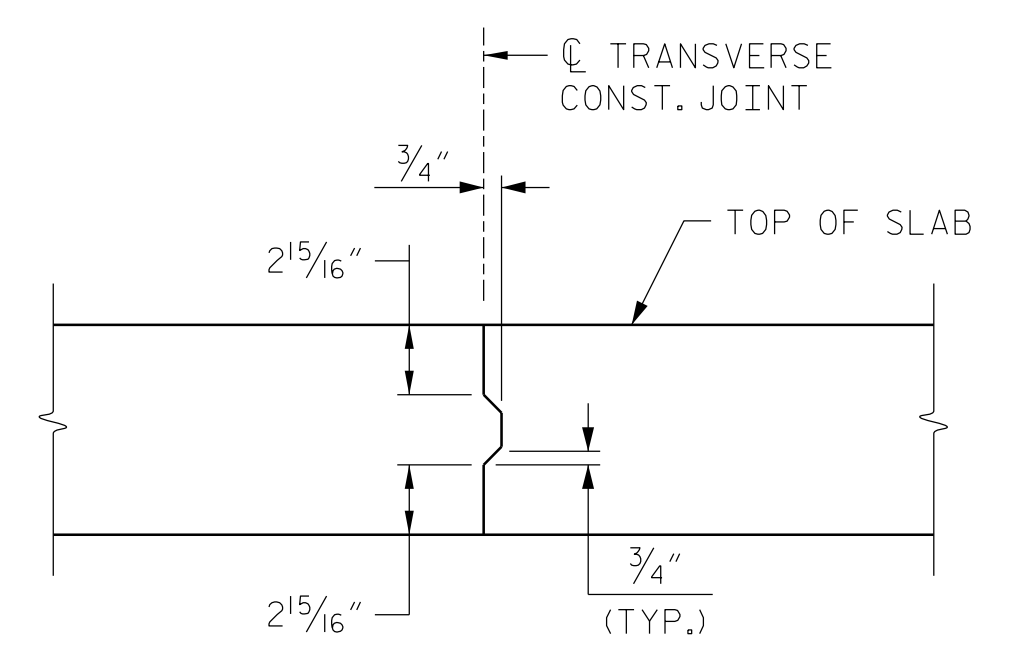 ℄ TRANSVERSE
CONST. JOINT
3/4"
TOP OF SLAB
2 15/16"
3/4"
(TYP.)
2 15/16"